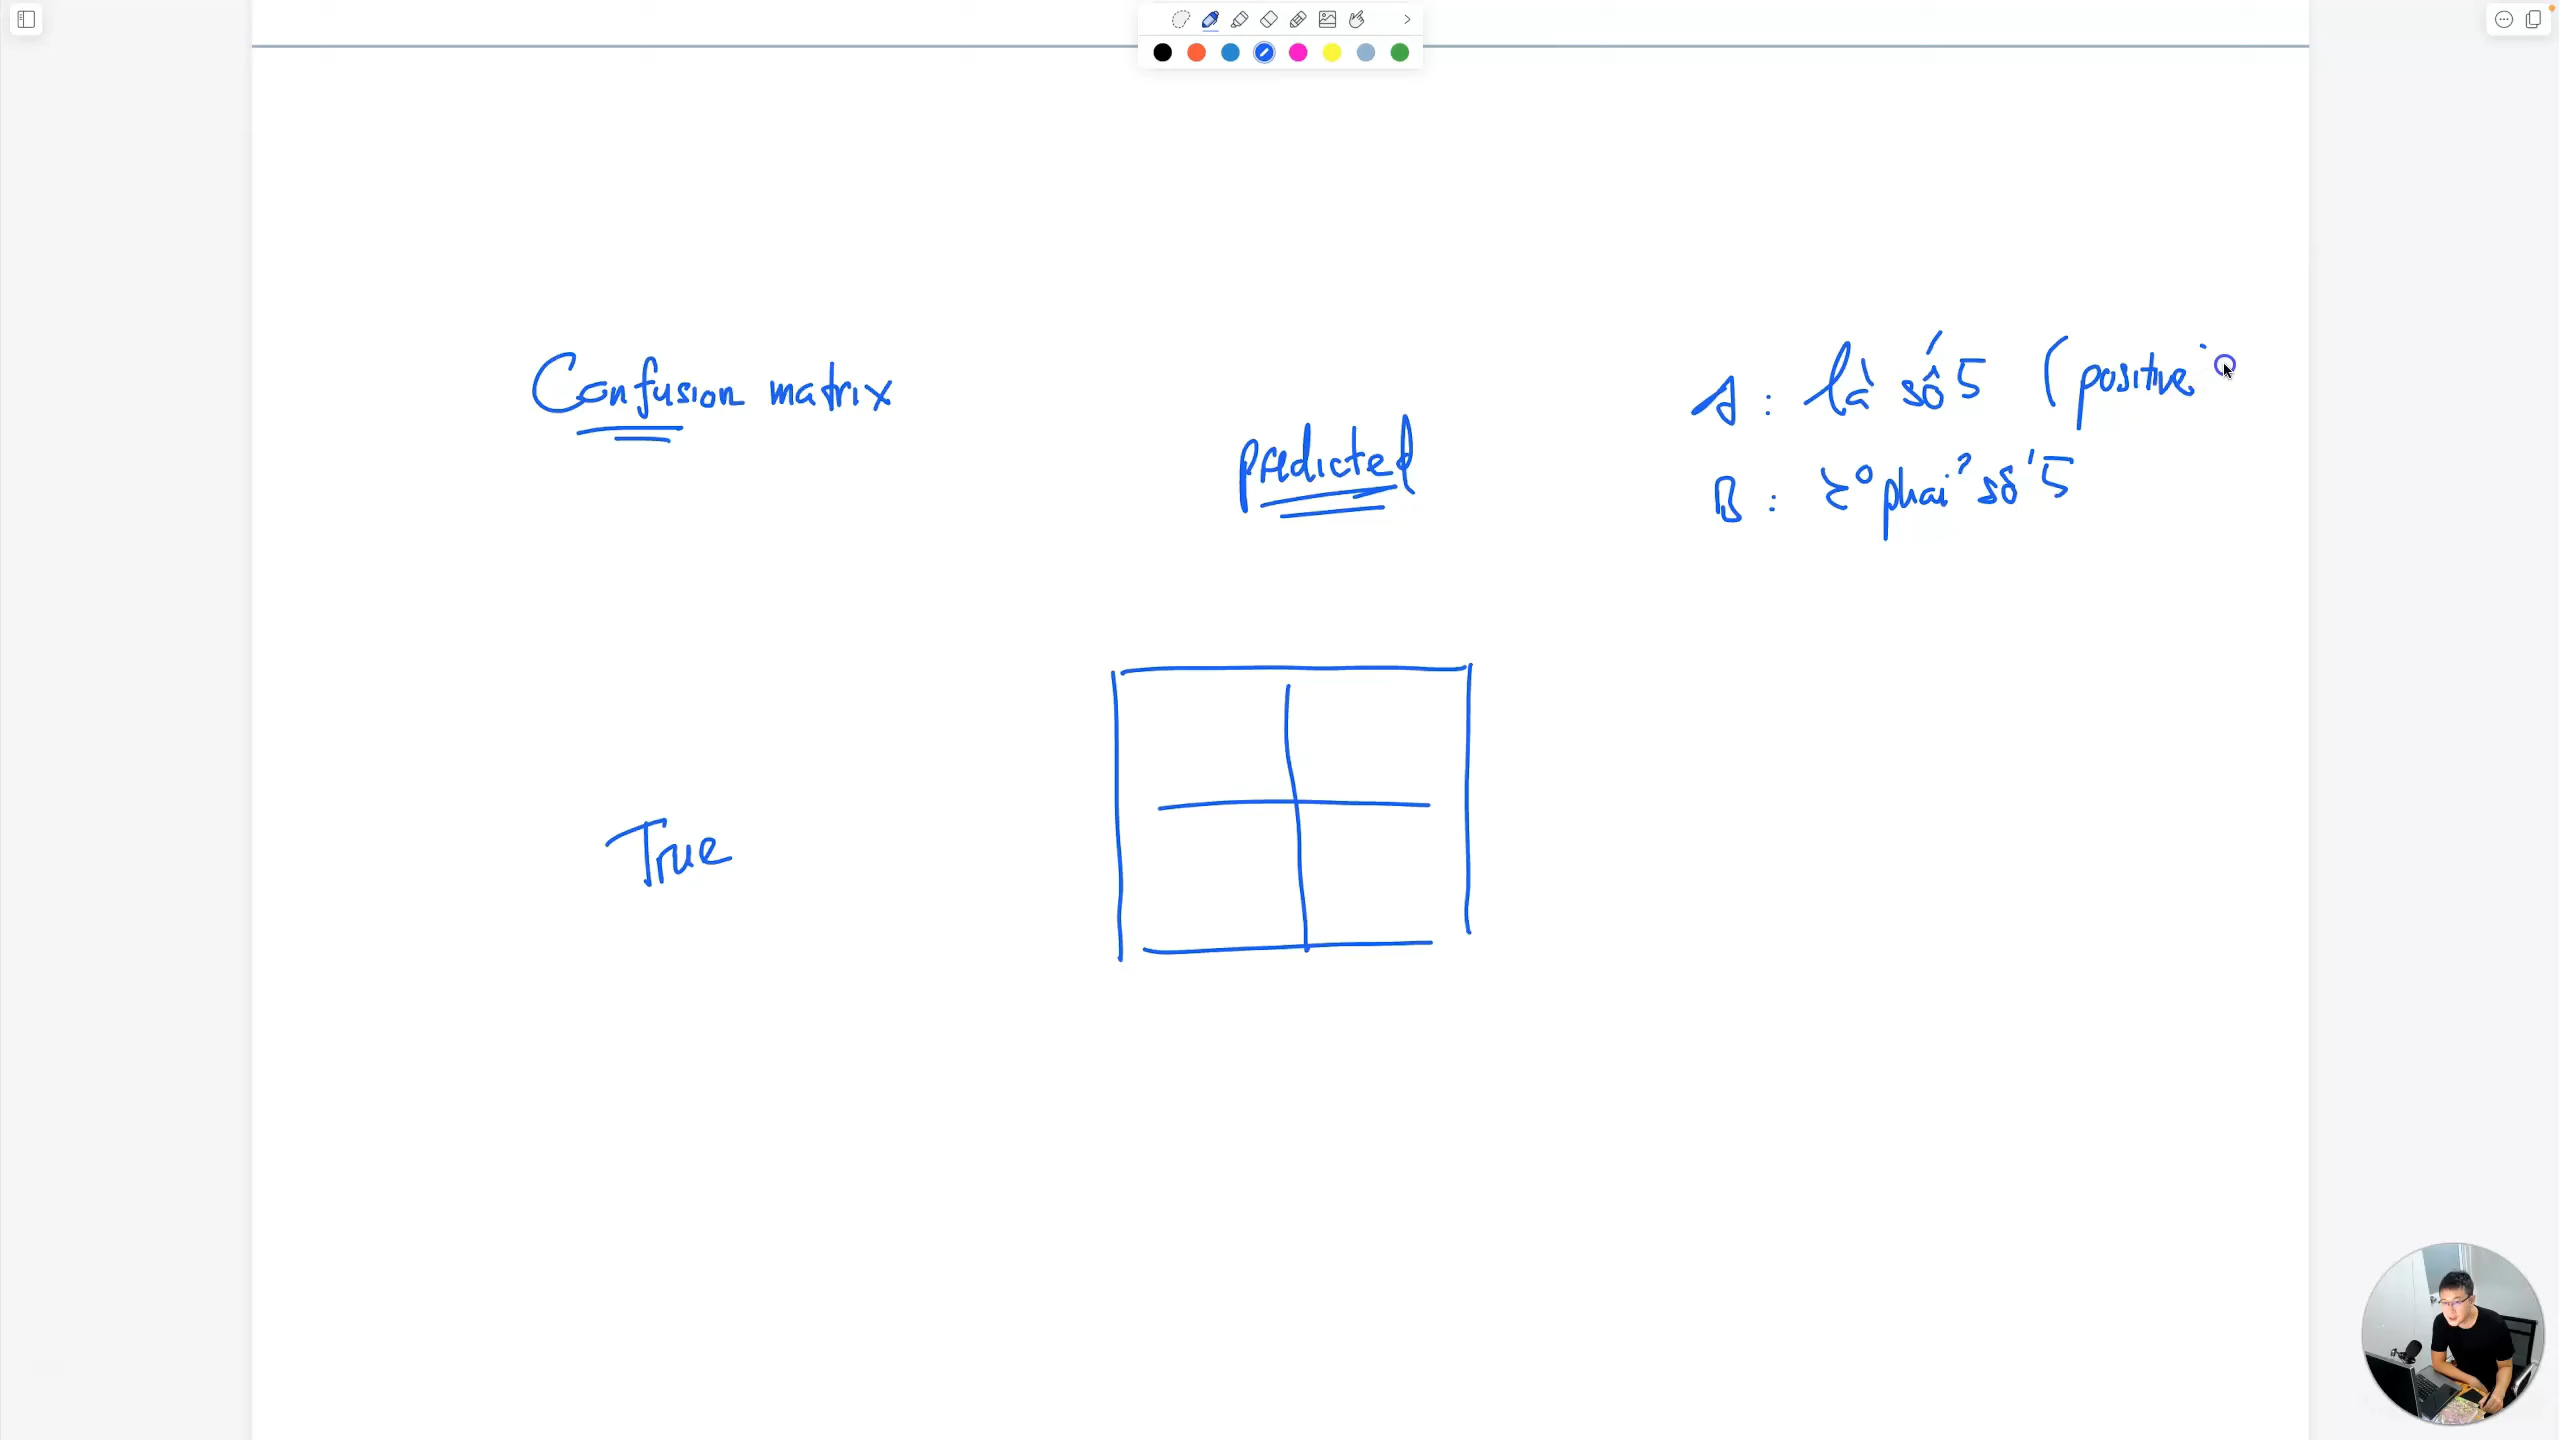 Confusion matrix
predicted
A : là số 5 (positive
B : k° phải số 5
True